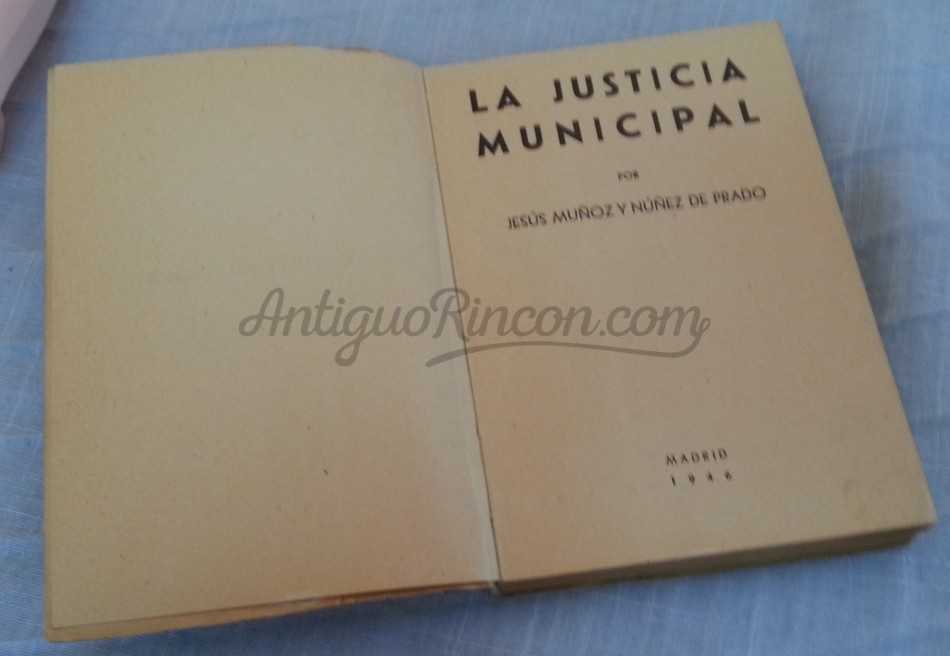 LA JUSTICIA
MUNICIPAL
POR
JESÚS MUÑOZ Y NÚÑEZ DE PRADO
AntiguoRincon.com
MADRID
1946